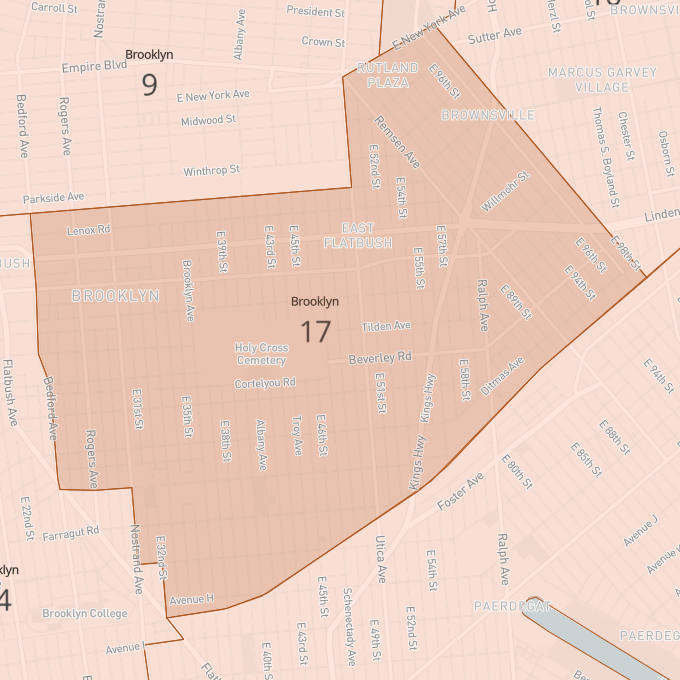 Carroll St
Nostran
Albany Ave
President St
Crown St
E New York Ave
Sutter Ave
BROWNSV
Brooklyn
9
Empire Blvd
E New York Ave
Midwood St
Bedford Ave
Rogers Ave
RUTLAND
PLAZA
E 96th St
MARCUS GARVEY
VILLAGE
BROWNSVILLE
Remsen Ave
Thomas S. Boyland St
Chester St
Osborn St
Winthrop St
E 52nd St
E 54th St
Willmohr St
Parkside Ave
Linden
Lenox Rd
E 39th St
E 43rd St
E 45th St
EAST
FLATBUSH
E 57th St
E 55th St
E 98th St
E 96th St
E 94th St
BUSH
BROOKLYN
Brooklyn Ave
Brooklyn
17
Ralph Ave
E 89th St
Tilden Ave
Holy Cross
Cemetery
Beverley Rd
Cortelyou Rd
Flatbush Ave
Bedford Ave
E 31st St
E 35th St
E 51st St
Kings Hwy
E 58th St
Ditmas Ave
E 94th St
Rogers Ave
E 38th St
Albany Ave
Troy Ave
E 46th St
Kings Hwy
E 88th St
E 85th St
E 80th St
Foster Ave
E 22nd St
Farragut Rd
Nostrand Ave
E 32nd St
Utica Ave
E 54th St
Ralph Ave
Avenue J
klyn
4
Brooklyn College
Avenue H
E 45th St
Schenectady Ave
E 52nd St
PAERDEGAT
E 43rd St
E 49th St
PAERDEG
Avenue I
E 40th St
Flat